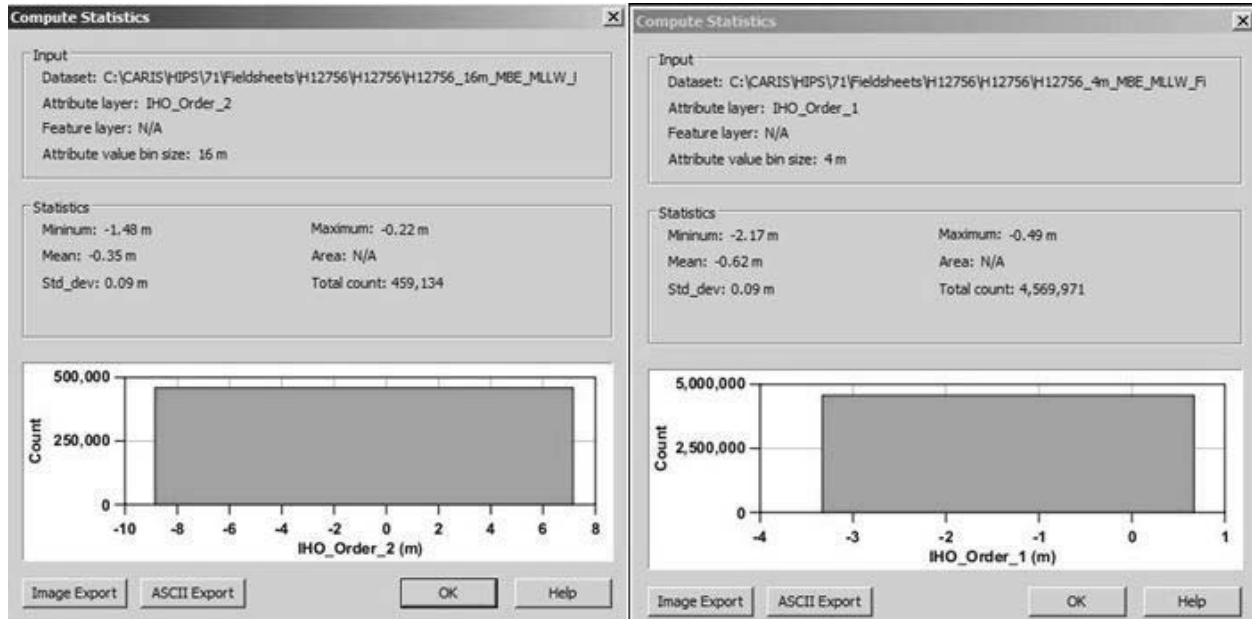 Compute Statistics
Input
Dataset: C:\CARIS\HIPS\71\Fieldsheets\H12756\H12756\H12756_16m_MBE_MLLW_I
Attribute layer: IHO_Order_2
Feature layer: N/A
Attribute value bin size: 16 m
Statistics
Mininum: -1.48 m Maximum: -0.22 m
Mean: -0.35 m Area: N/A
Std_dev: 0.09 m Total count: 459,134
500,000
250,000
0
Count
-10 -8 -6 -4 -2 0 2 4 6 8
IHO_Order_2 (m)
Image Export ASCII Export OK Help
Compute Statistics
Input
Dataset: C:\CARIS\HIPS\71\Fieldsheets\H12756\H12756\H12756_4m_MBE_MLLW_Fi
Attribute layer: IHO_Order_1
Feature layer: N/A
Attribute value bin size: 4 m
Statistics
Mininum: -2.17 m Maximum: -0.49 m
Mean: -0.62 m Area: N/A
Std_dev: 0.09 m Total count: 4,569,971
5,000,000
2,500,000
0
Count
-4 -3 -2 -1 0 1
IHO_Order_1 (m)
Image Export ASCII Export OK Help